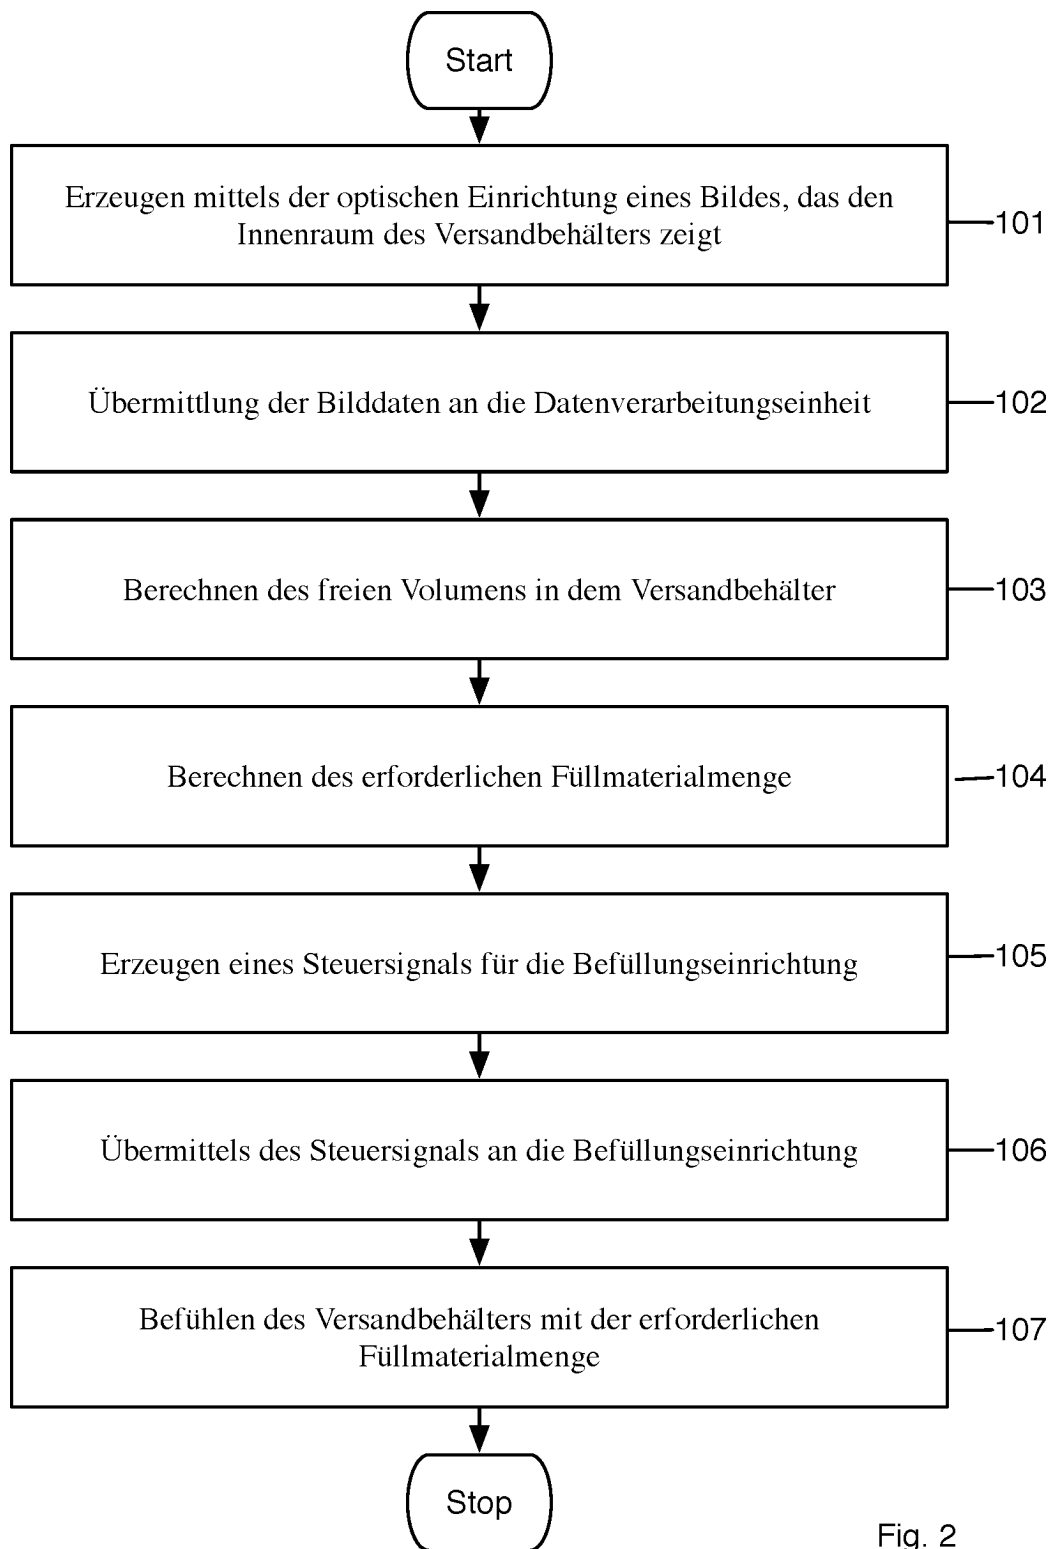 Start
Erzeugen mittels der optischen Einrichtung eines Bildes, das den
Innenraum des Versandbehälters zeigt
101
Übermittlung der Bilddaten an die Datenverarbeitungseinheit
102
Berechnen des freien Volumens in dem Versandbehälter
103
Berechnen des erforderlichen Füllmaterialmenge
104
Erzeugen eines Steuersignals für die Befüllungseinrichtung
105
Übermittels des Steuersignals an die Befüllungseinrichtung
106
Befühlen des Versandbehälters mit der erforderlichen
Füllmaterialmenge
107
Stop
Fig. 2